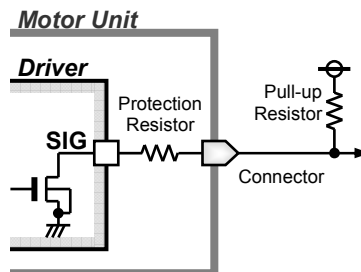 Motor Unit
Driver
Protection
Resistor
Pull-up
Resistor
SIG
Connector